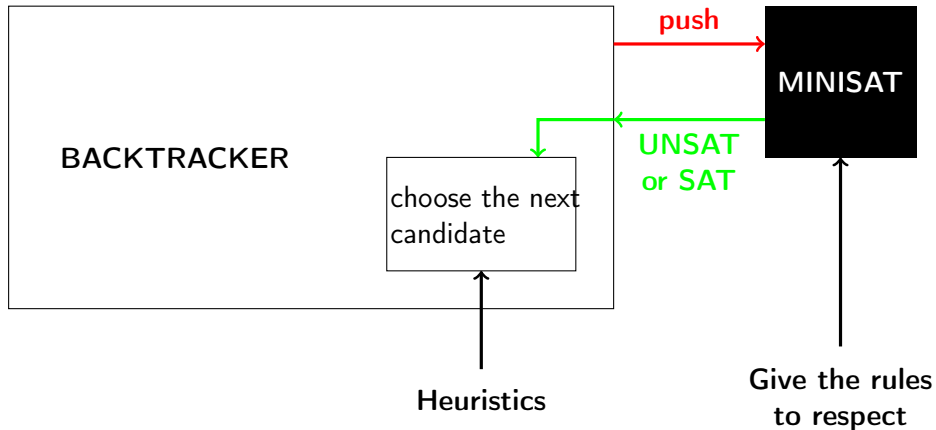 push
MINISAT
BACKTRACKER
UNSAT
or SAT
choose the next
candidate
Heuristics
Give the rules
to respect